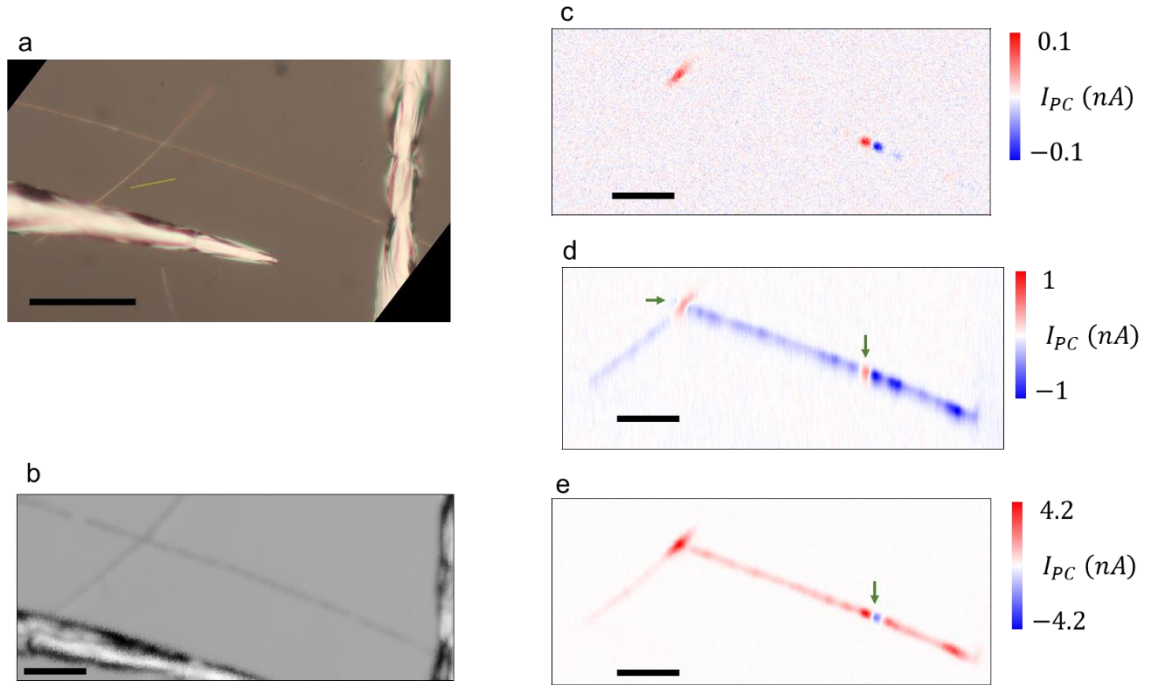 a
b
c
0.1
I_PC (nA)
−0.1
d
1
I_PC (nA)
−1
e
4.2
I_PC (nA)
−4.2